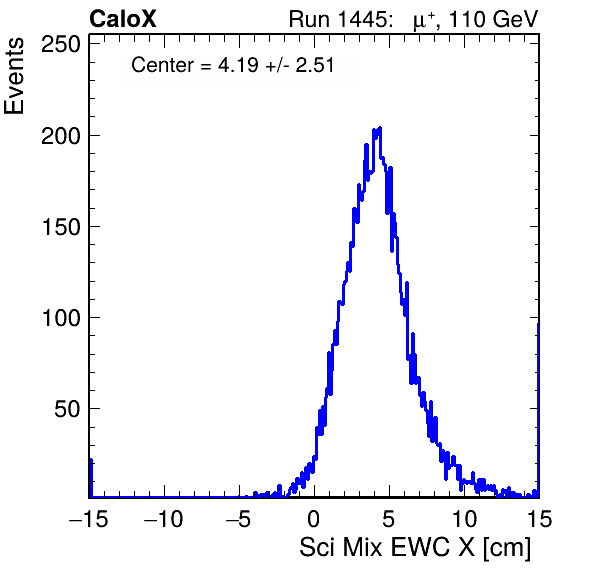 CaloX Run 1445: μ⁺, 110 GeV
Events
250
Center = 4.19 +/- 2.51
200
150
100
50
−15 −10 −5 0 5 10 15
Sci Mix EWC X [cm]